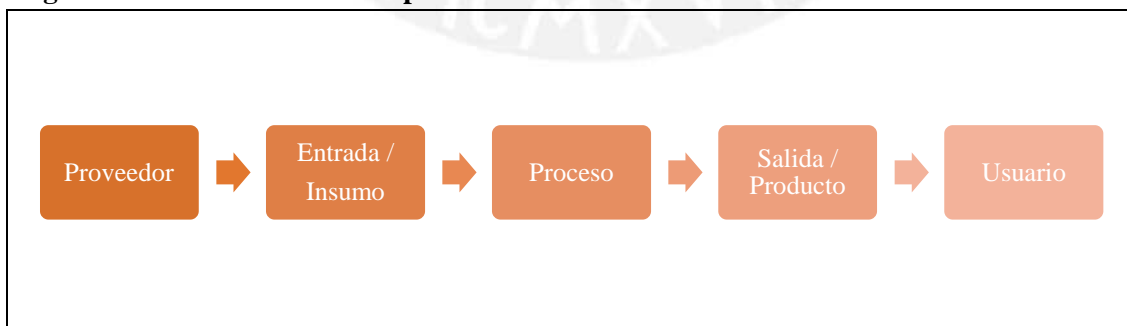 Proveedor
Entrada /
Insumo
Proceso
Salida /
Producto
Usuario